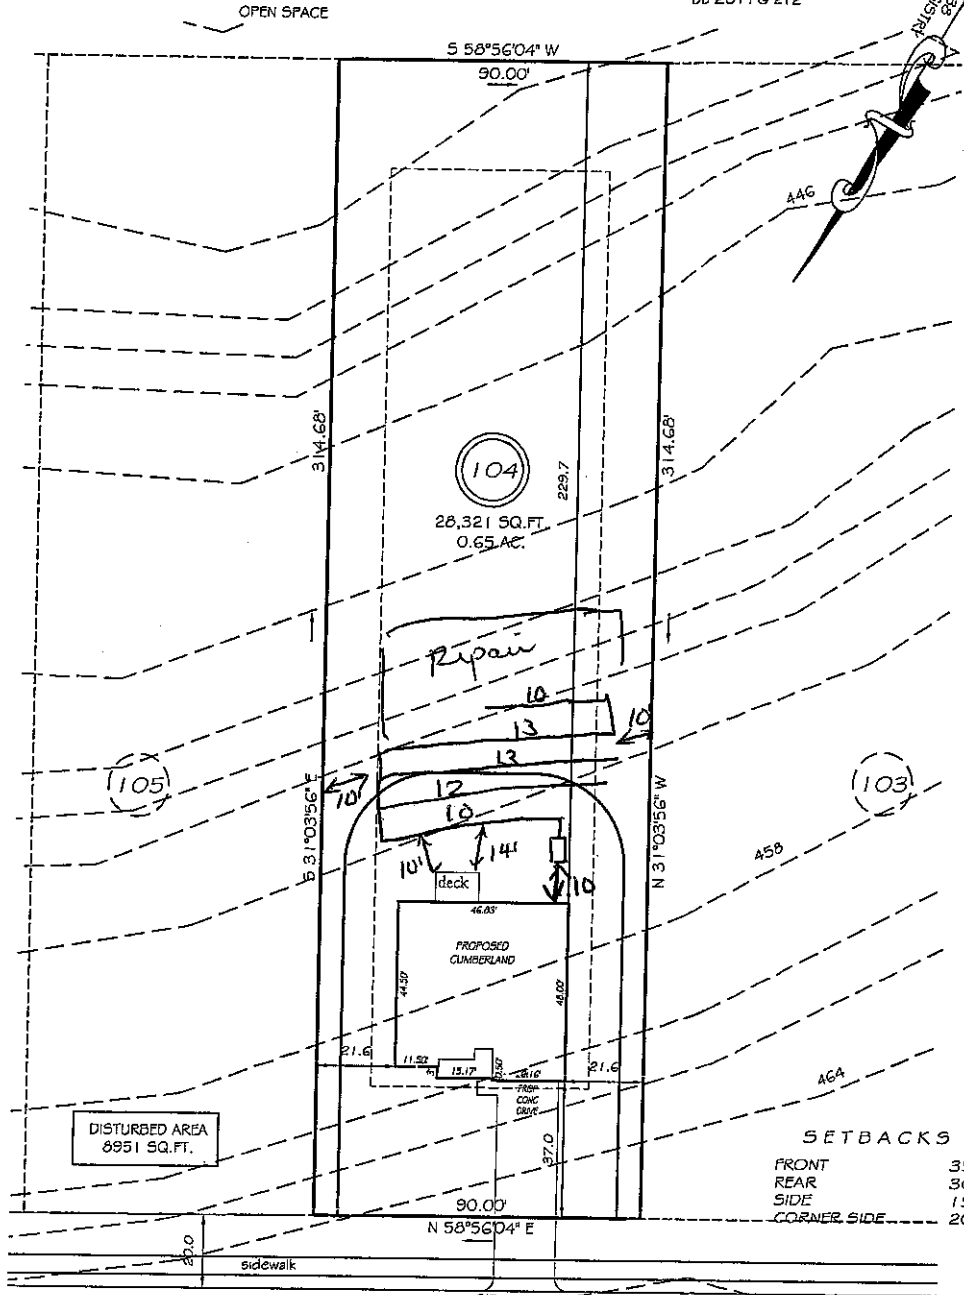 OPEN SPACE
S 58°56'04" W
90.00'
446
314.68'
314.68'
104
229.7
28,321 SQ.FT.
0.65 AC.
Repair
10
13
10'
13
105
103
10'
12
S 31°03'56" E
N 31°03'56" W
10
10'
14'
10
458
deck
46.83'
PROPOSED
CUMBERLAND
44.50'
48.00'
21.6
11.50'
15.17'
21.6
PROP
CONC
DRIVE
464
DISTURBED AREA
8951 SQ.FT.
37.0
SETBACKS
FRONT
REAR
SIDE
CORNER SIDE
90.00'
N 58°56'04" E
20.0
sidewalk